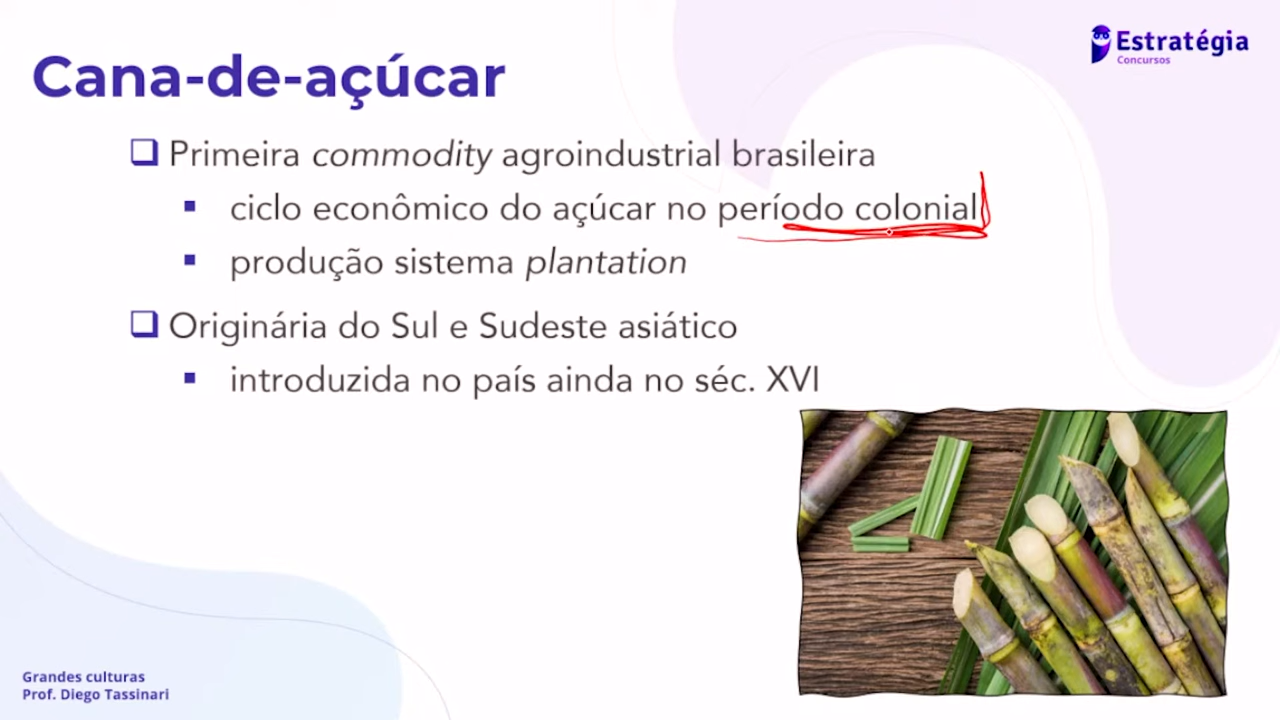 Estratégia
Concursos
Cana-de-açúcar
Primeira commodity agroindustrial brasileira
ciclo econômico do açúcar no período colonial
produção sistema plantation
Originária do Sul e Sudeste asiático
introduzida no país ainda no séc. XVI
Grandes culturas
Prof. Diego Tassinari